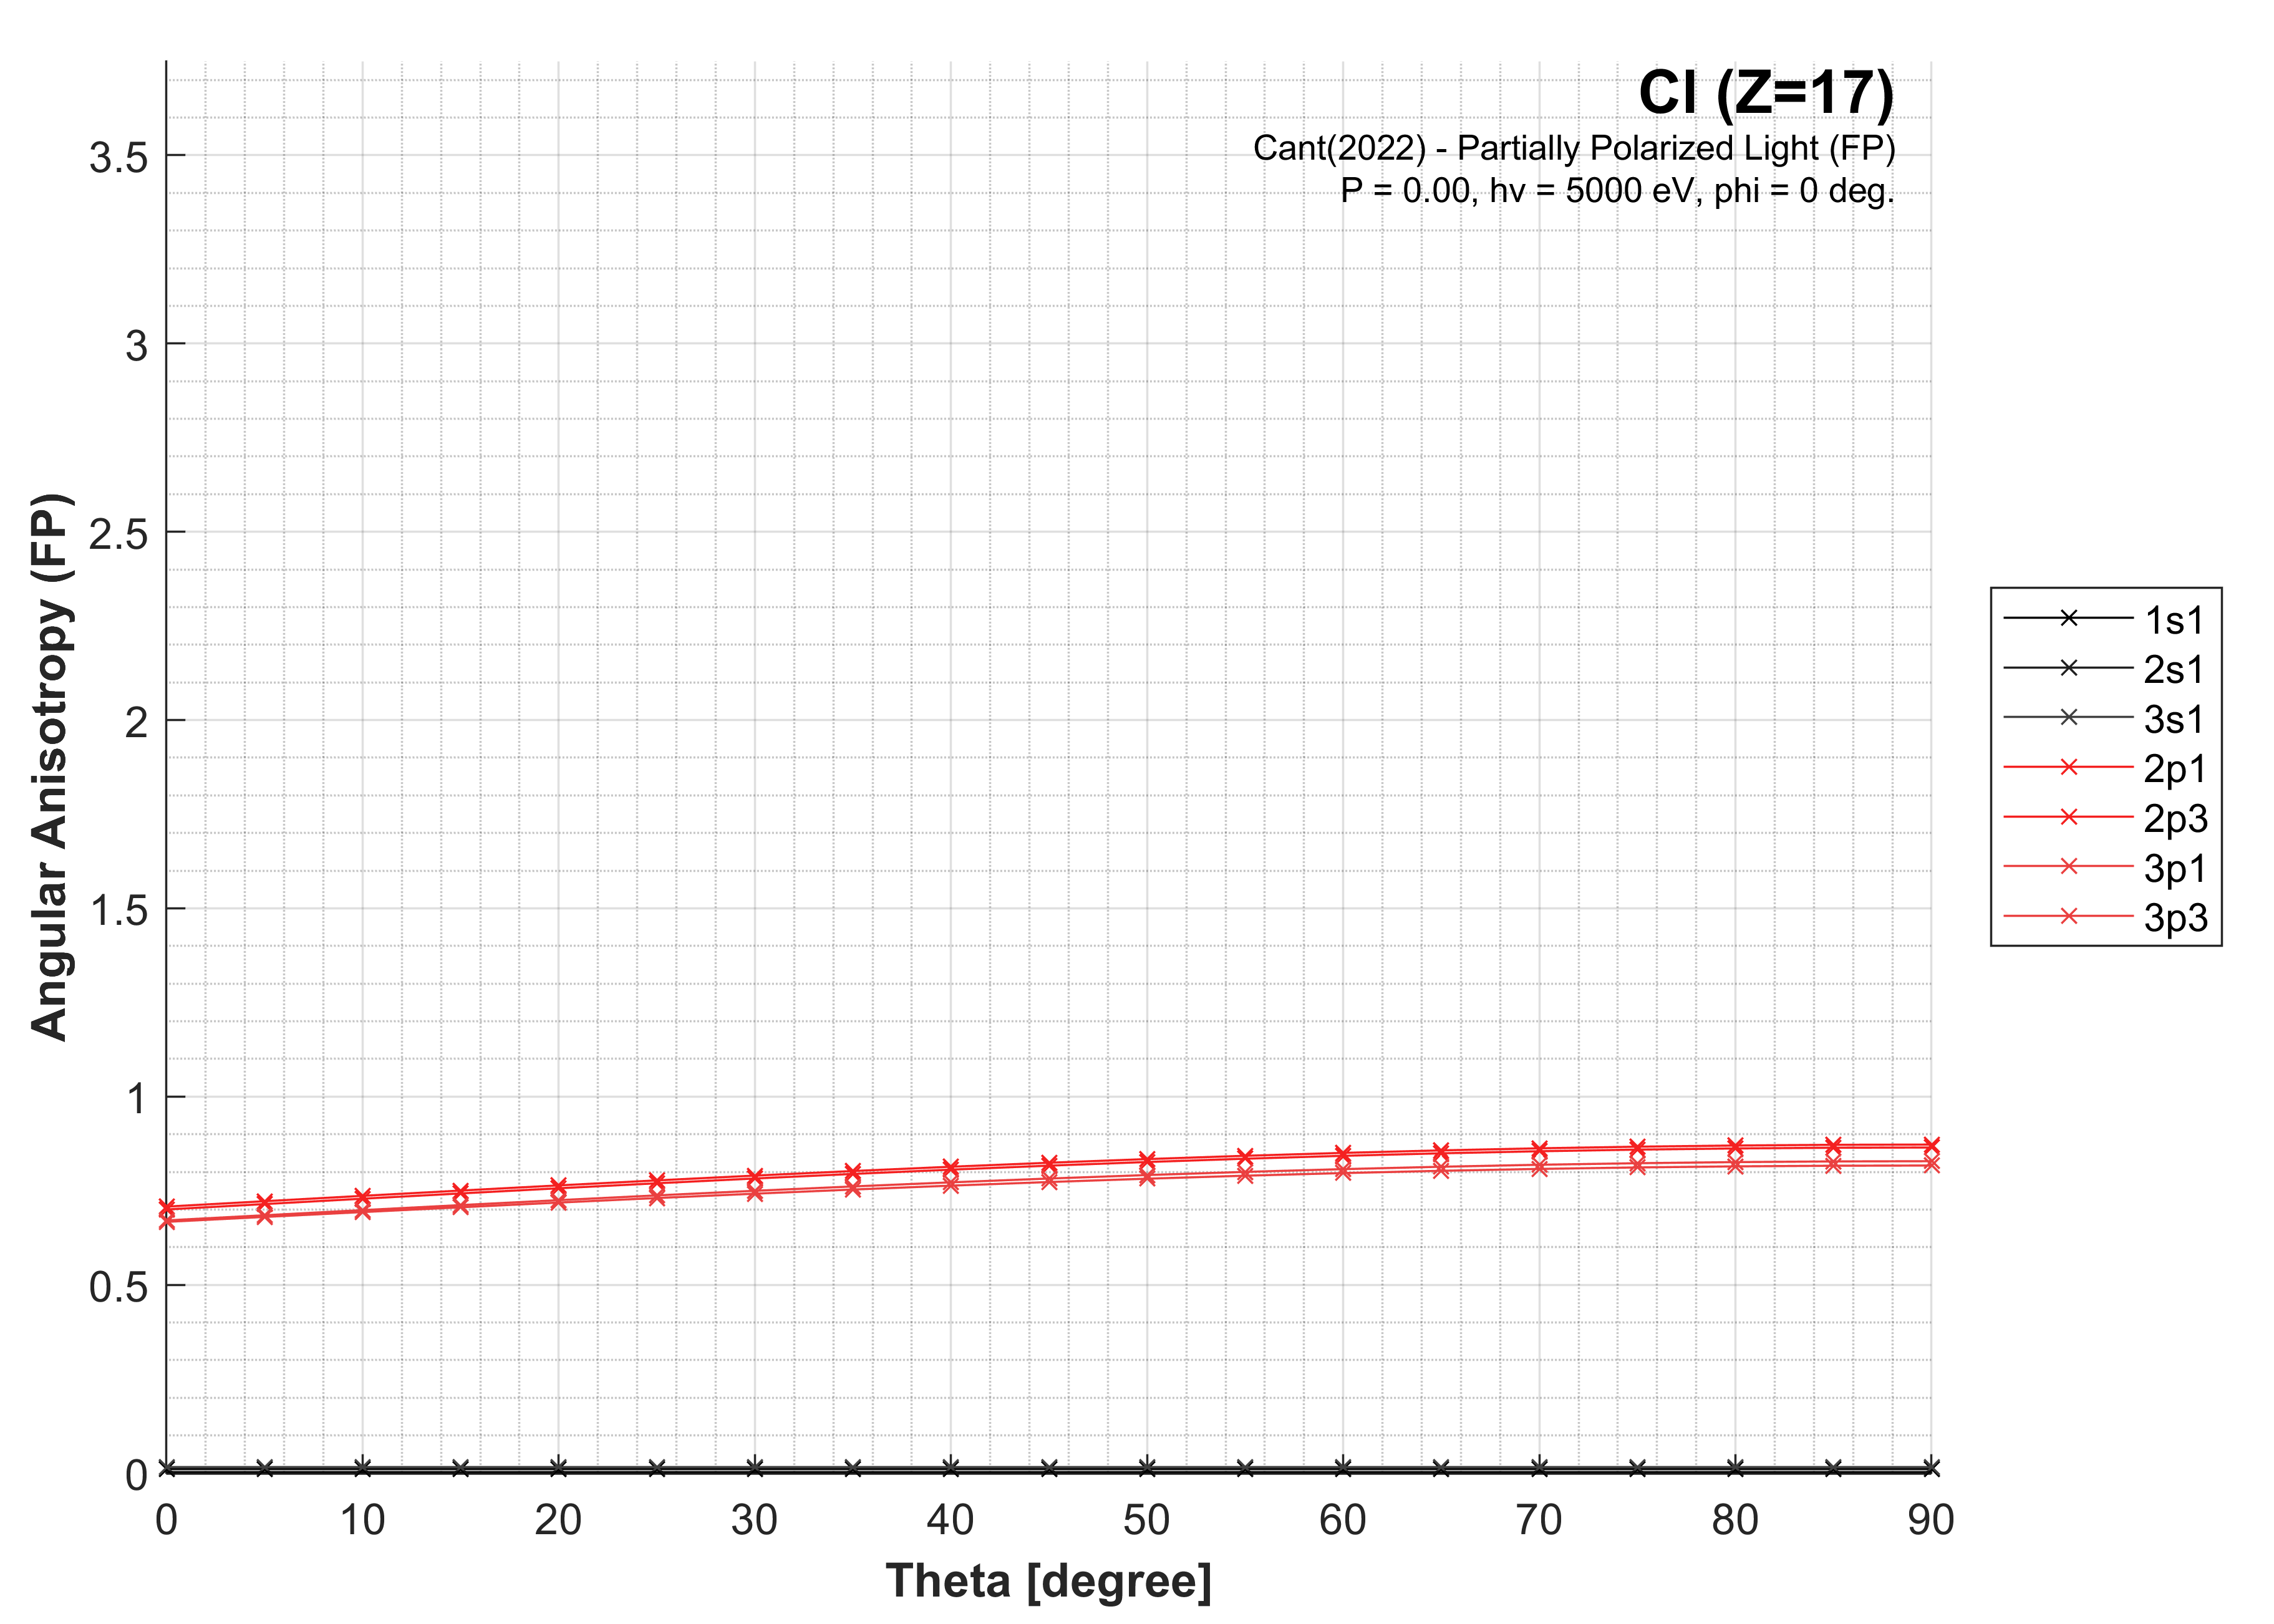 Cl (Z=17)
Cant(2022) - Partially Polarized Light (FP)
P = 0.00, hv = 5000 eV, phi = 0 deg.
Angular Anisotropy (FP)
3.5
3
2.5
2
1.5
1
0.5
0
0 10 20 30 40 50 60 70 80 90
Theta [degree]
1s1
2s1
3s1
2p1
2p3
3p1
3p3